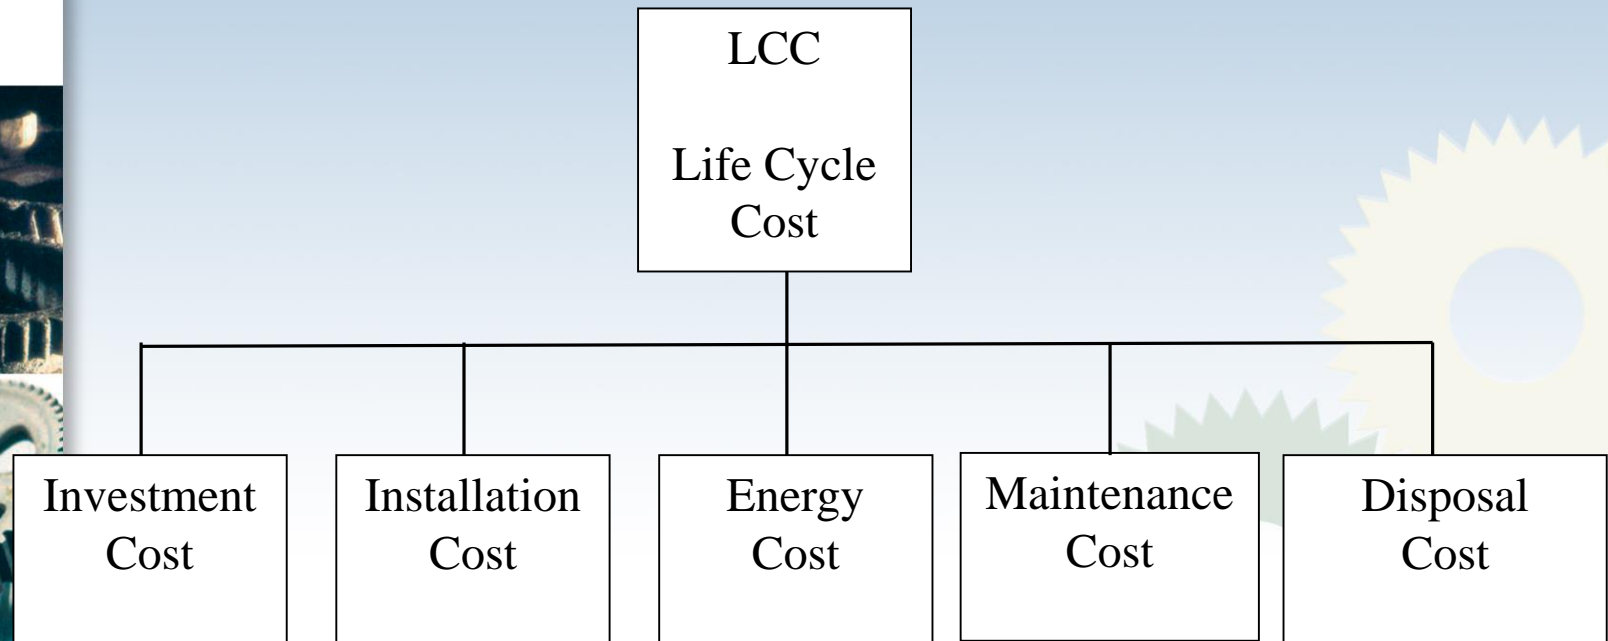 LCC
Life Cycle
Cost
Investment
Cost
Installation
Cost
Energy
Cost
Maintenance
Cost
Disposal
Cost